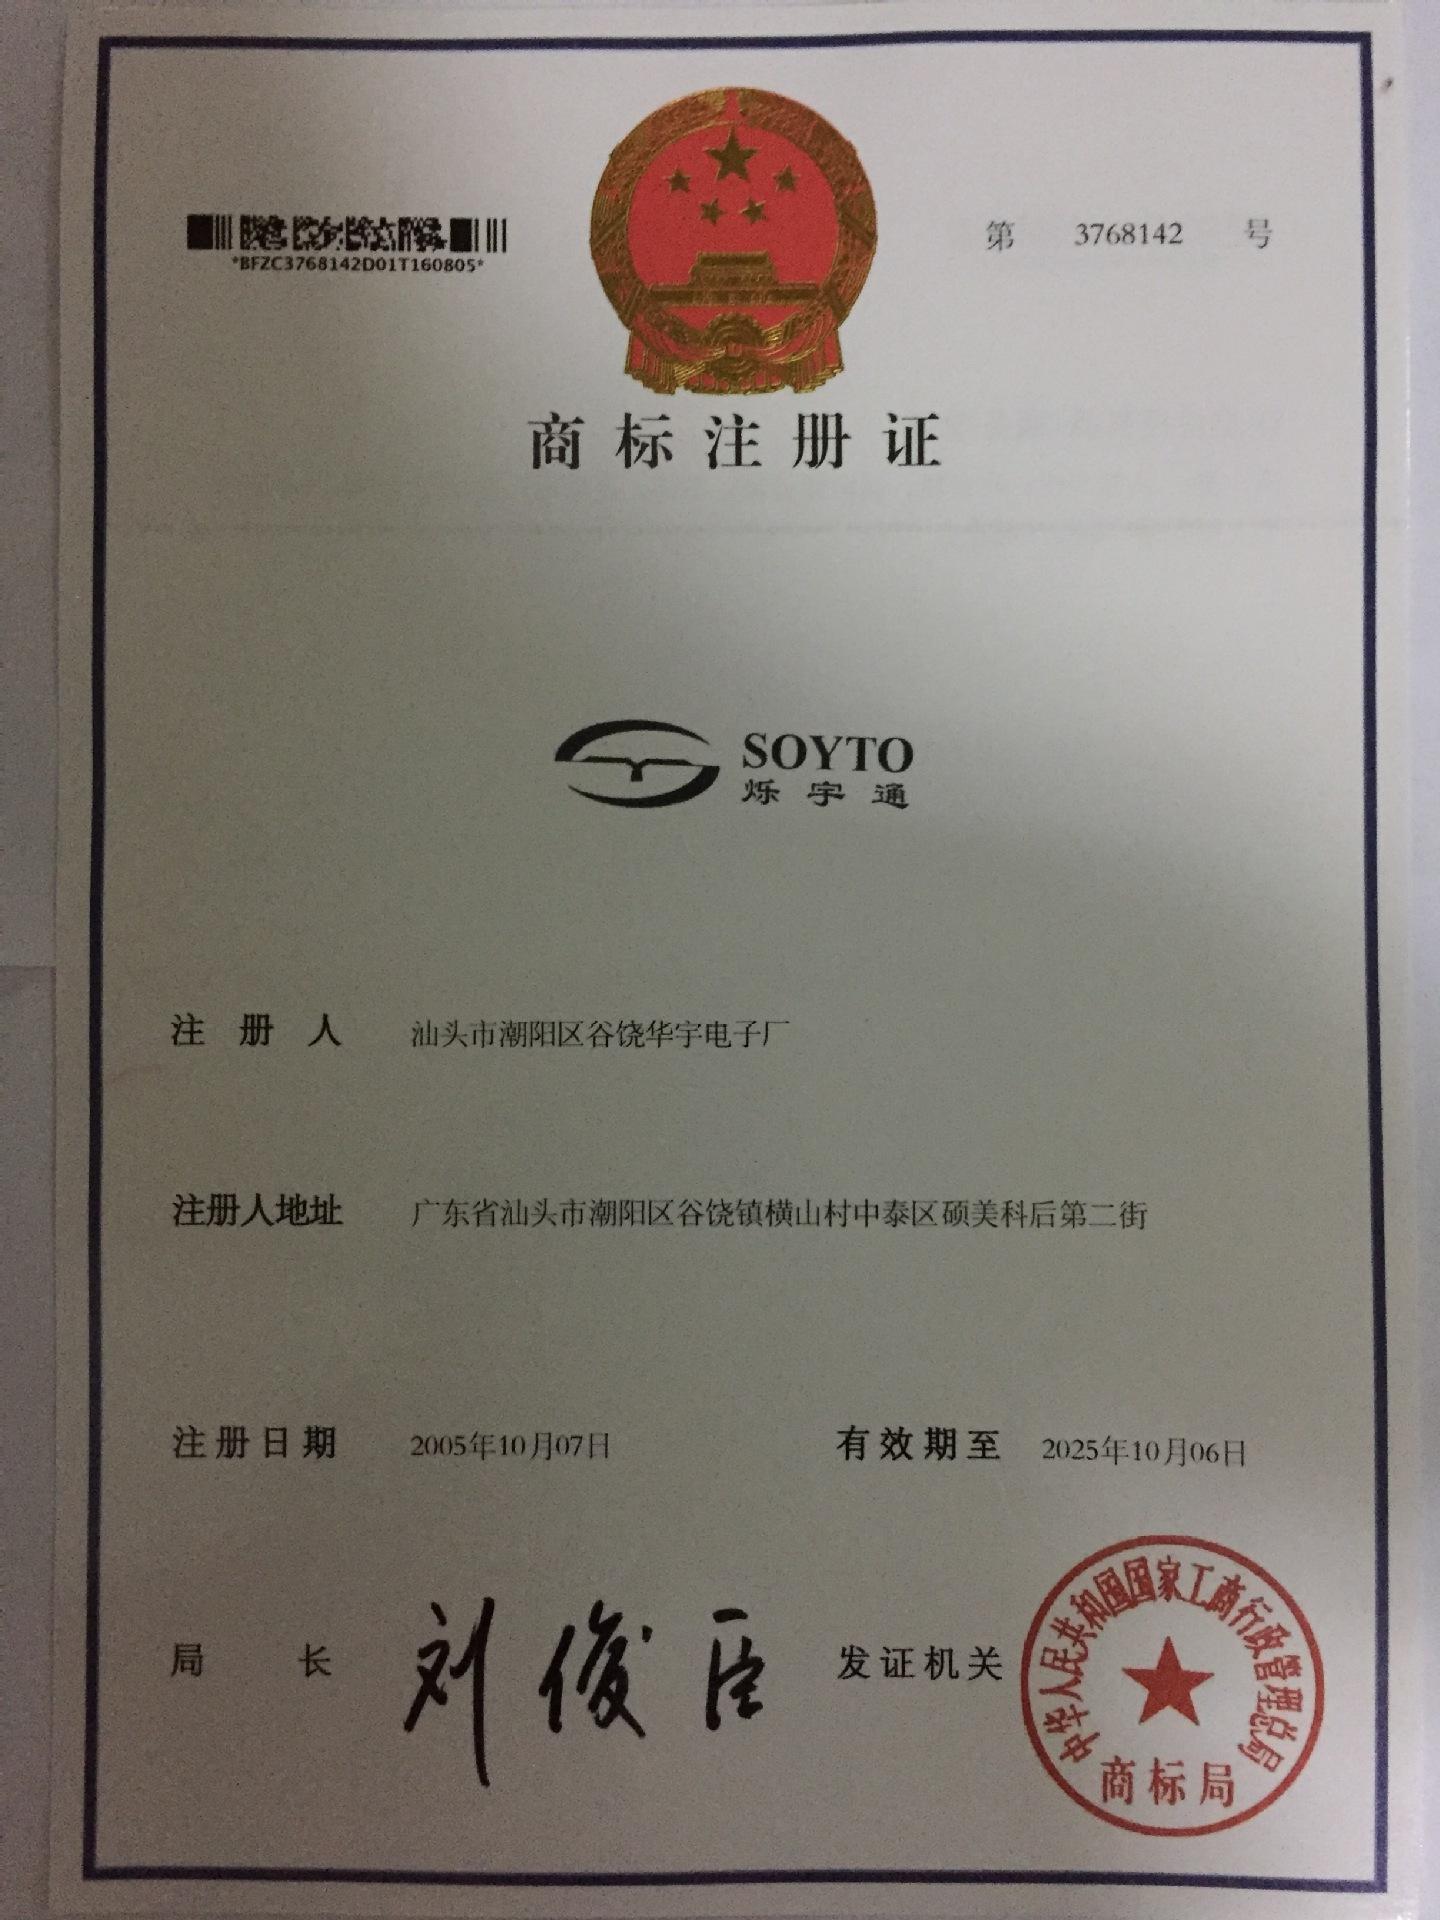 *BFZC3768142D01T160805*
第 3768142 号
商标注册证
SOYTO
烁宇通
注册人 汕头市潮阳区谷饶华宇电子厂
注册人地址 广东省汕头市潮阳区谷饶镇横山村中泰区硕美科后第二街
注册日期 2005年10月07日 有效期至 2025年10月06日
局长 刘俊臣 发证机关
中华人民共和国国家工商行政管理总局
商标局